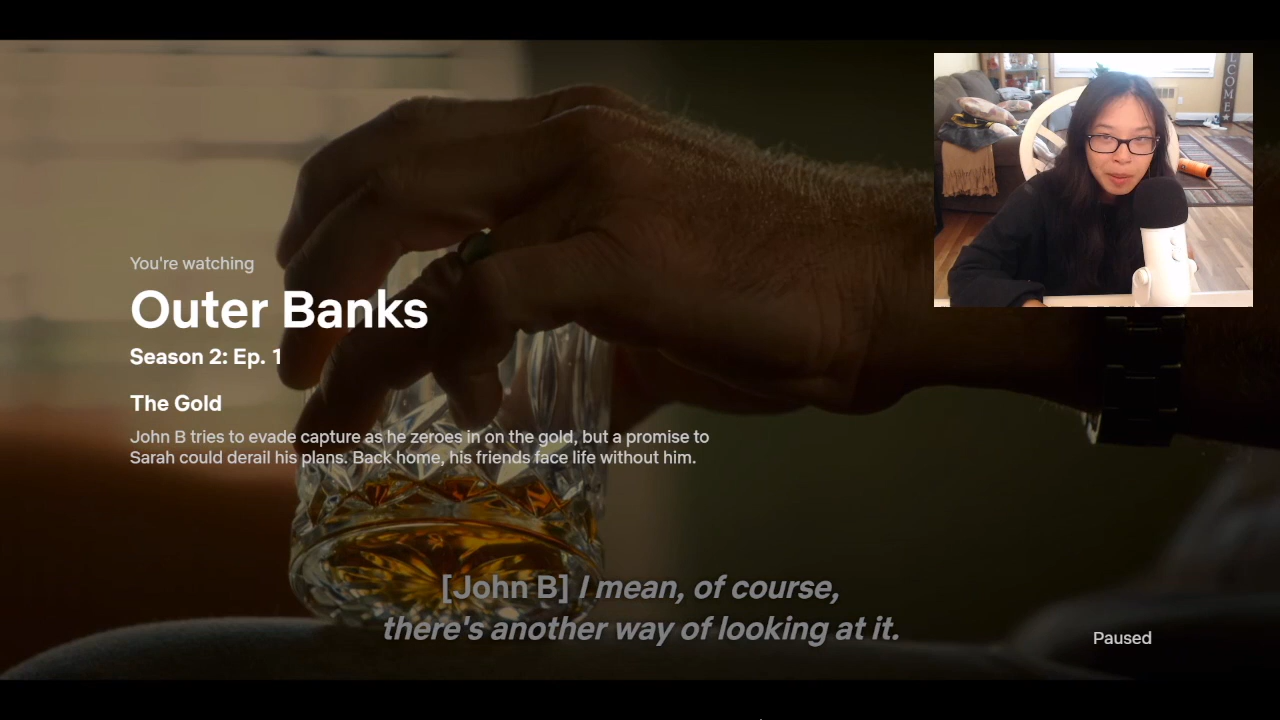 You're watching
Outer Banks
Season 2: Ep. 1
The Gold
John B tries to evade capture as he zeroes in on the gold, but a promise to
Sarah could derail his plans. Back home, his friends face life without him.
[John B] I mean, of course,
there's another way of looking at it.
Paused
LCOME